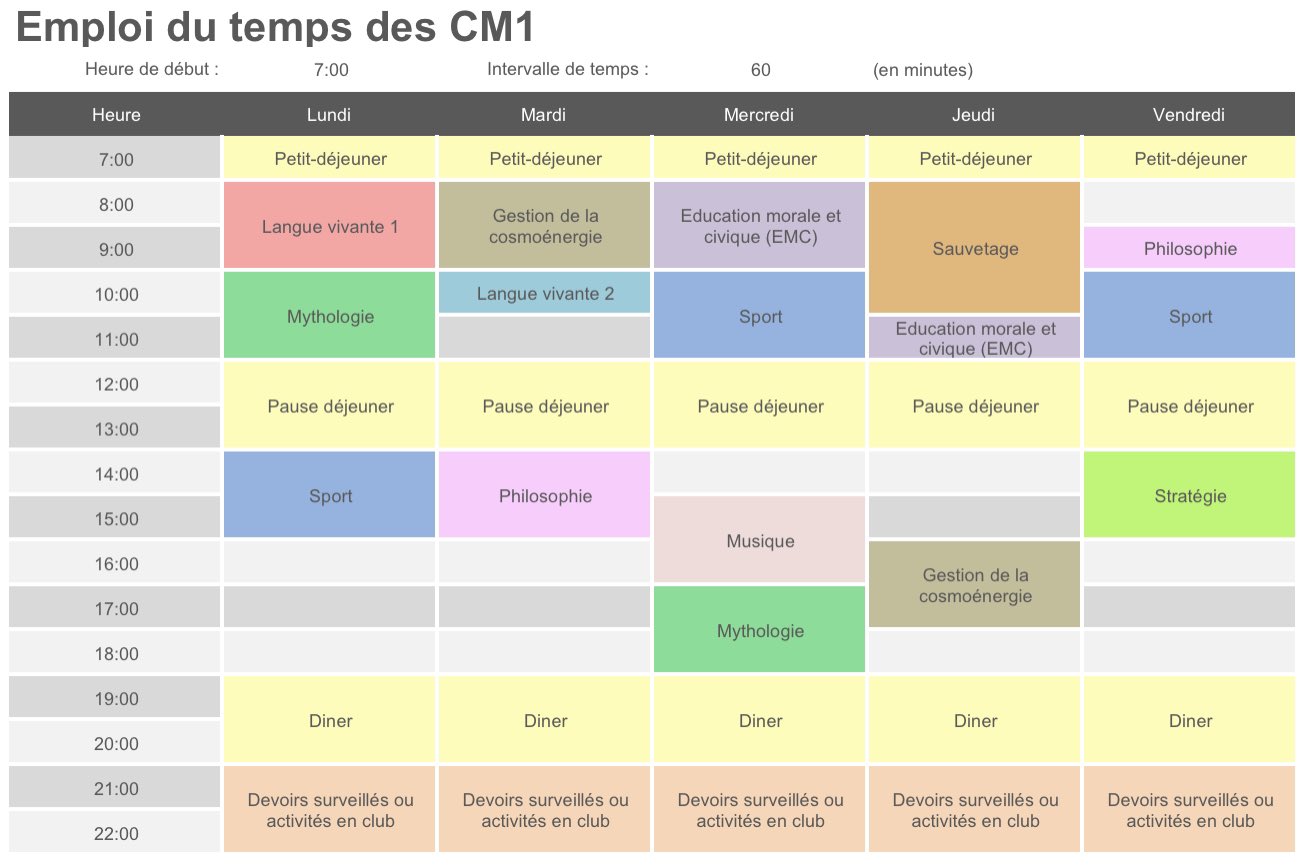 Emploi du temps des CM1
Heure de début : 7:00 Intervalle de temps : 60 (en minutes)
Heure Lundi Mardi Mercredi Jeudi Vendredi
7:00 Petit-déjeuner Petit-déjeuner Petit-déjeuner Petit-déjeuner Petit-déjeuner
8:00
Langue vivante 1
Gestion de la
cosmoénergie
Education morale et
civique (EMC)
Sauvetage
9:00 Philosophie
10:00 Mythologie Langue vivante 2 Sport Sport
11:00
Education morale et
civique (EMC)
12:00 Pause déjeuner Pause déjeuner Pause déjeuner Pause déjeuner Pause déjeuner
13:00
14:00 Sport Philosophie Stratégie
15:00 Musique
16:00
Gestion de la
cosmoénergie
17:00 Mythologie
18:00
19:00 Diner Diner Diner Diner Diner
20:00
21:00
Devoirs surveillés ou
activités en club
Devoirs surveillés ou
activités en club
Devoirs surveillés ou
activités en club
Devoirs surveillés ou
activités en club
Devoirs surveillés ou
activités en club
22:00